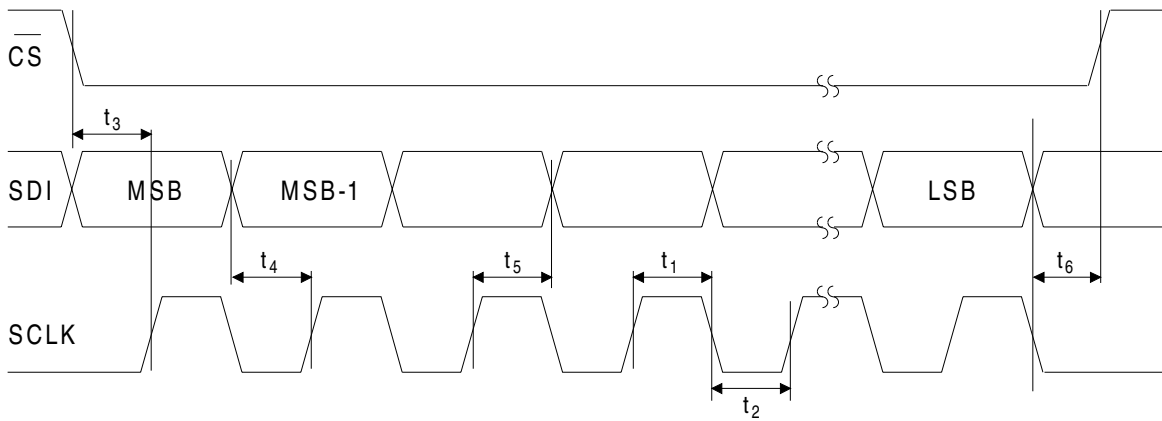 CS
t3
SDI MSB MSB-1 LSB
t4 t5 t1 t6
SCLK
t2